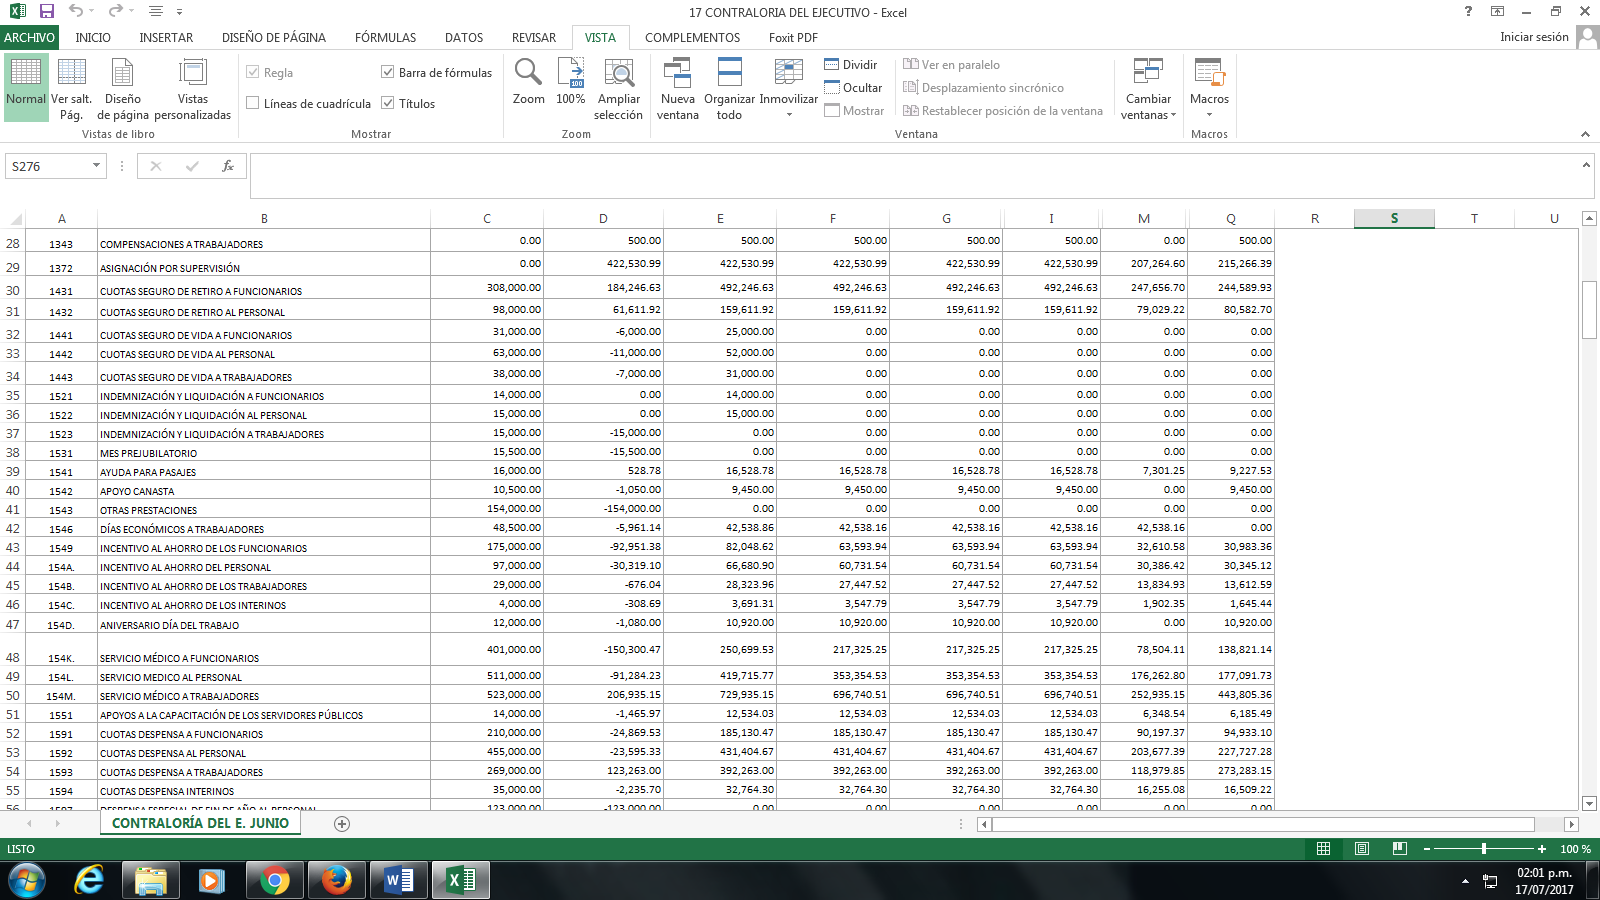 17 CONTRALORIA DEL EJECUTIVO - Excel
ARCHIVO INICIO INSERTAR DISEÑO DE PÁGINA FÓRMULAS DATOS REVISAR VISTA COMPLEMENTOS Foxit PDF Iniciar sesión
Normal Ver salt. Pág. Diseño de página Vistas personalizadas
Vistas de libro
Regla Barra de fórmulas
Líneas de cuadrícula Títulos
Mostrar
Zoom 100% Ampliar selección
Zoom
Nueva ventana Organizar todo Inmovilizar
Dividir Ver en paralelo
Ocultar Desplazamiento sincrónico
Mostrar Restablecer posición de la ventana
Cambiar ventanas
Ventana
Macros
Macros
S276 fx
A B C D E F G I M Q R S T U
28 1343 COMPENSACIONES A TRABAJADORES 0.00 500.00 500.00 500.00 500.00 500.00 0.00 500.00
29 1372 ASIGNACIÓN POR SUPERVISIÓN 0.00 422,530.99 422,530.99 422,530.99 422,530.99 422,530.99 207,264.60 215,266.39
30 1431 CUOTAS SEGURO DE RETIRO A FUNCIONARIOS 308,000.00 184,246.63 492,246.63 492,246.63 492,246.63 492,246.63 247,656.70 244,589.93
31 1432 CUOTAS SEGURO DE RETIRO AL PERSONAL 98,000.00 61,611.92 159,611.92 159,611.92 159,611.92 159,611.92 79,029.22 80,582.70
32 1441 CUOTAS SEGURO DE VIDA A FUNCIONARIOS 31,000.00 -6,000.00 25,000.00 0.00 0.00 0.00 0.00 0.00
33 1442 CUOTAS SEGURO DE VIDA AL PERSONAL 63,000.00 -11,000.00 52,000.00 0.00 0.00 0.00 0.00 0.00
34 1443 CUOTAS SEGURO DE VIDA A TRABAJADORES 38,000.00 -7,000.00 31,000.00 0.00 0.00 0.00 0.00 0.00
35 1521 INDEMNIZACIÓN Y LIQUIDACIÓN A FUNCIONARIOS 14,000.00 0.00 14,000.00 0.00 0.00 0.00 0.00 0.00
36 1522 INDEMNIZACIÓN Y LIQUIDACIÓN AL PERSONAL 15,000.00 0.00 15,000.00 0.00 0.00 0.00 0.00 0.00
37 1523 INDEMNIZACIÓN Y LIQUIDACIÓN A TRABAJADORES 15,000.00 -15,000.00 0.00 0.00 0.00 0.00 0.00 0.00
38 1531 MES PREJUBILATORIO 15,500.00 -15,500.00 0.00 0.00 0.00 0.00 0.00 0.00
39 1541 AYUDA PARA PASAJES 16,000.00 528.78 16,528.78 16,528.78 16,528.78 16,528.78 7,301.25 9,227.53
40 1542 APOYO CANASTA 10,500.00 -1,050.00 9,450.00 9,450.00 9,450.00 9,450.00 0.00 9,450.00
41 1543 OTRAS PRESTACIONES 154,000.00 -154,000.00 0.00 0.00 0.00 0.00 0.00 0.00
42 1546 DÍAS ECONÓMICOS A TRABAJADORES 48,500.00 -5,961.14 42,538.86 42,538.16 42,538.16 42,538.16 42,538.16 0.00
43 1549 INCENTIVO AL AHORRO DE LOS FUNCIONARIOS 175,000.00 -92,951.38 82,048.62 63,593.94 63,593.94 63,593.94 32,610.58 30,983.36
44 154A. INCENTIVO AL AHORRO DEL PERSONAL 97,000.00 -30,319.10 66,680.90 60,731.54 60,731.54 60,731.54 30,386.42 30,345.12
45 154B. INCENTIVO AL AHORRO DE LOS TRABAJADORES 29,000.00 -676.04 28,323.96 27,447.52 27,447.52 27,447.52 13,834.93 13,612.59
46 154C. INCENTIVO AL AHORRO DE LOS INTERINOS 4,000.00 -308.69 3,691.31 3,547.79 3,547.79 3,547.79 1,902.35 1,645.44
47 154D. ANIVERSARIO DÍA DEL TRABAJO 12,000.00 -1,080.00 10,920.00 10,920.00 10,920.00 10,920.00 0.00 10,920.00
48 154K. SERVICIO MÉDICO A FUNCIONARIOS 401,000.00 -150,300.47 250,699.53 217,325.25 217,325.25 217,325.25 78,504.11 138,821.14
49 154L. SERVICIO MEDICO AL PERSONAL 511,000.00 -91,284.23 419,715.77 353,354.53 353,354.53 353,354.53 176,262.80 177,091.73
50 154M. SERVICIO MÉDICO A TRABAJADORES 523,000.00 206,935.15 729,935.15 696,740.51 696,740.51 696,740.51 252,935.15 443,805.36
51 1551 APOYOS A LA CAPACITACIÓN DE LOS SERVIDORES PÚBLICOS 14,000.00 -1,465.97 12,534.03 12,534.03 12,534.03 12,534.03 6,348.54 6,185.49
52 1591 CUOTAS DESPENSA A FUNCIONARIOS 210,000.00 -24,869.53 185,130.47 185,130.47 185,130.47 185,130.47 90,197.37 94,933.10
53 1592 CUOTAS DESPENSA AL PERSONAL 455,000.00 -23,595.33 431,404.67 431,404.67 431,404.67 431,404.67 203,677.39 227,727.28
54 1593 CUOTAS DESPENSA A TRABAJADORES 269,000.00 123,263.00 392,263.00 392,263.00 392,263.00 392,263.00 118,979.85 273,283.15
55 1594 CUOTAS DESPENSA INTERINOS 35,000.00 -2,235.70 32,764.30 32,764.30 32,764.30 32,764.30 16,255.08 16,509.22
56 1597 DESPENSA ESPECIAL DE FIN DE AÑO AL PERSONAL 123,000.00 -123,000.00 0.00 0.00 0.00 0.00 0.00 0.00
CONTRALORÍA DEL E. JUNIO
LISTO 100 %
02:01 p.m.
17/07/2017